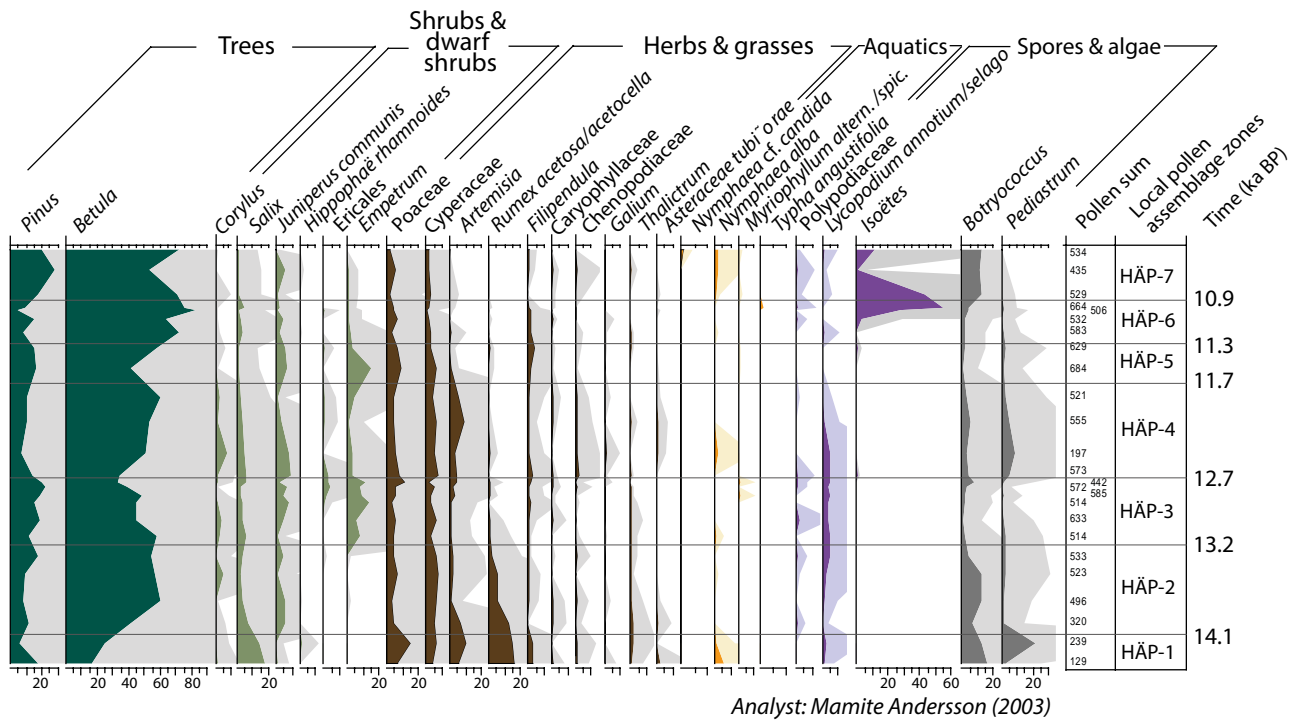 Trees
Shrubs &
dwarf
shrubs
Herbs & grasses
Aquatics
Spores & algae
Pinus
Betula
Corylus
Salix
Juniperus communis
Hippophaë rhamnoides
Ericales
Empetrum
Poaceae
Cyperaceae
Artemisia
Rumex acetosa/acetocella
Filipendula
Caryophyllaceae
Chenopodiaceae
Galium
Thalictrum
Asteraceae tubi¨orae
Nymphaea cf. candida
Nymphaea alba
Myriophyllum altern./spic.
Typha angustifolia
Polypodiaceae
Lycopodium annotium/selago
Isoëtes
Botryococcus
Pediastrum
Pollen sum
Local pollen
assemblage zones
Time (ka BP)
534
435
HÄP-7
529
10.9
664 506
532
HÄP-6
583
11.3
629
HÄP-5
684
11.7
521
555
HÄP-4
197
573
12.7
572 442
585
514
HÄP-3
633
514
13.2
533
523
HÄP-2
496
320
14.1
239
HÄP-1
129
20 20 40 60 80 20 20 20 20 40 60 20 20
Analyst: Mamite Andersson (2003)